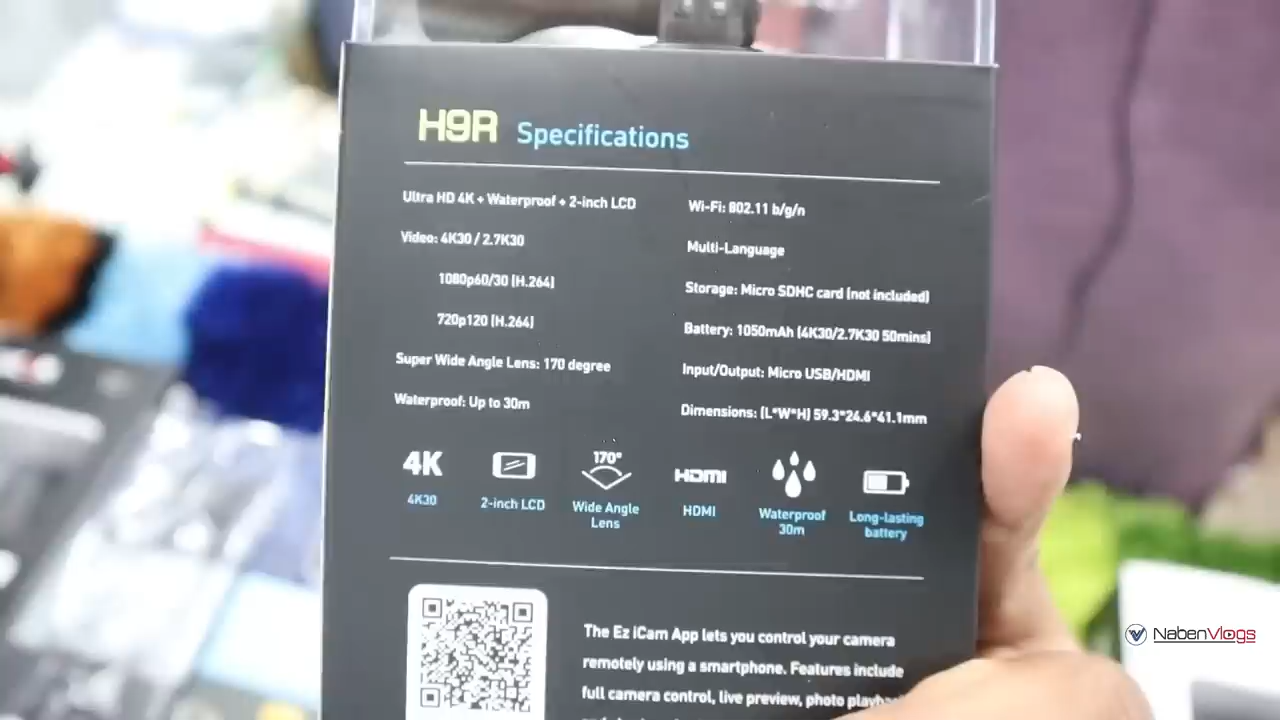 H9R Specifications
Ultra HD 4K + Waterproof + 2-inch LCD
Video: 4K30 / 2.7K30
1080p60/30 (H.264)
720p120 (H.264)
Super Wide Angle Lens: 170 degree
Waterproof: Up to 30m
Wi-Fi: 802.11 b/g/n
Multi-Language
Storage: Micro SDHC card (not included)
Battery: 1050mAh (4K30/2.7K30 50mins)
Input/Output: Micro USB/HDMI
Dimensions: (L*W*H) 59.3*24.6*41.1mm
4K
4K30
2-inch LCD
170°
Wide Angle
Lens
HDMI
HDMI
Waterproof
30m
Long-lasting
battery
The Ez iCam App lets you control your camera
remotely using a smartphone. Features include
full camera control, live preview, photo
NabenVlogs